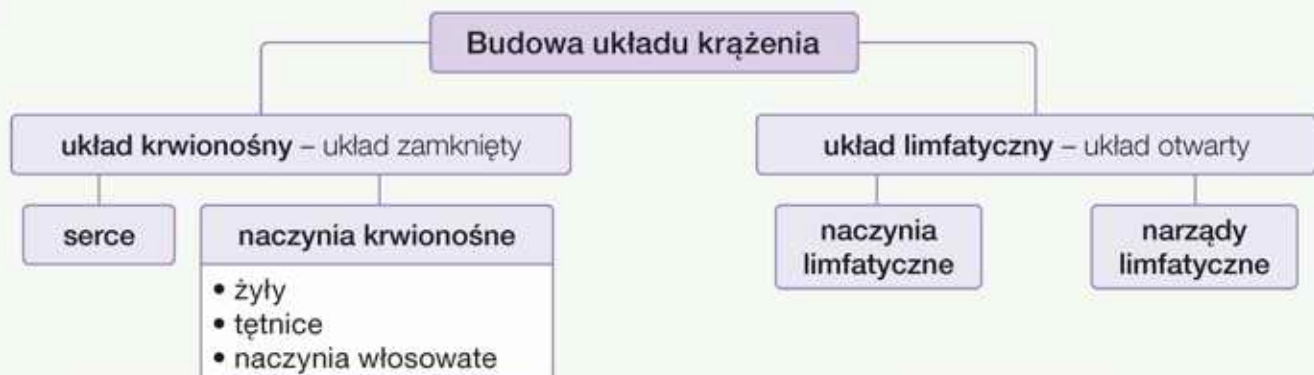 Budowa układu krążenia
układ krwionośny – układ zamknięty
serce
naczynia krwionośne
• żyły
• tętnice
• naczynia włosowate
układ limfatyczny – układ otwarty
naczynia
limfatyczne
narządy
limfatyczne